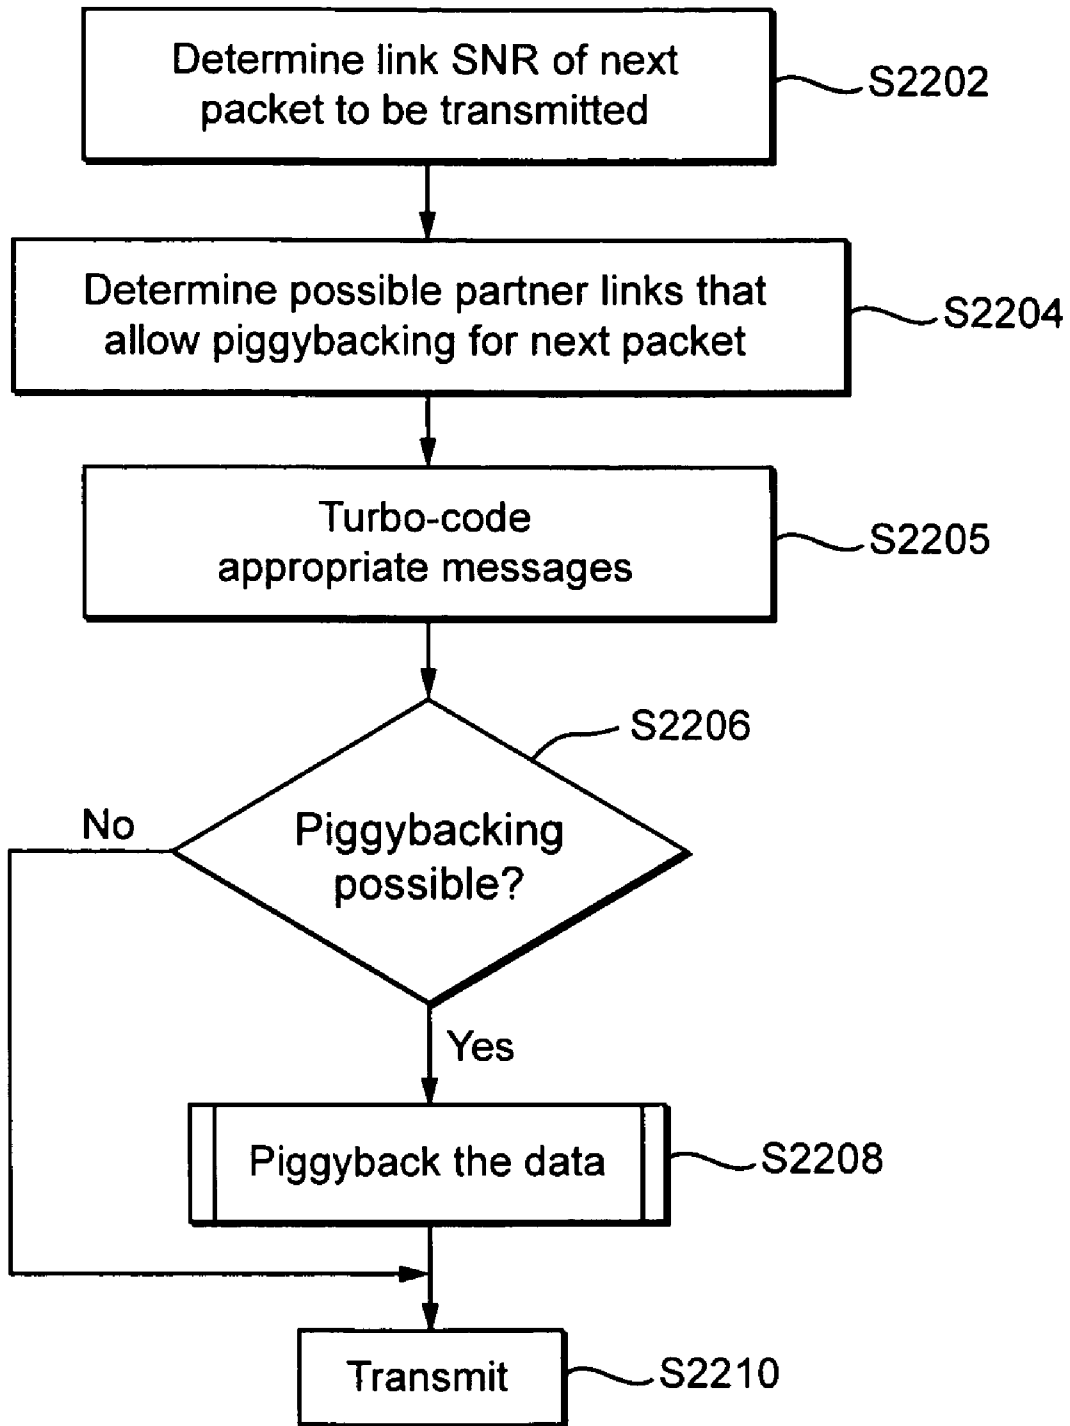 Determine link SNR of next
packet to be transmitted
S2202
Determine possible partner links that
allow piggybacking for next packet
S2204
Turbo-code
appropriate messages
S2205
S2206
Piggybacking
possible?
No
Yes
Piggyback the data
S2208
Transmit
S2210